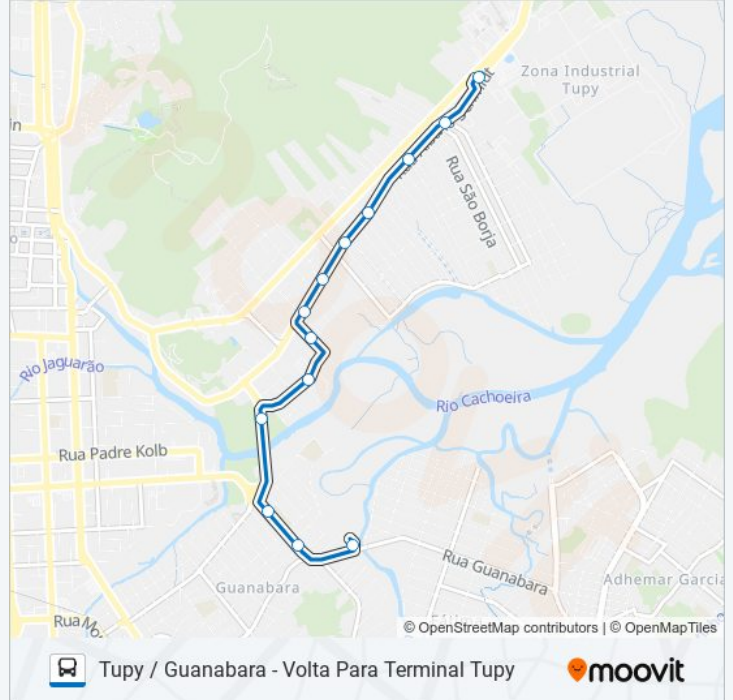 Zona Industrial
Tupy
Rua São Borja
Rio Jaguarão
Rio Cachoeira
Rua Padre Kolb
Rua Guanabara
Guanabara
Adhemar Garcia
© OpenStreetMap contributors | © OpenMapTiles
Tupy / Guanabara - Volta Para Terminal Tupy
moovit